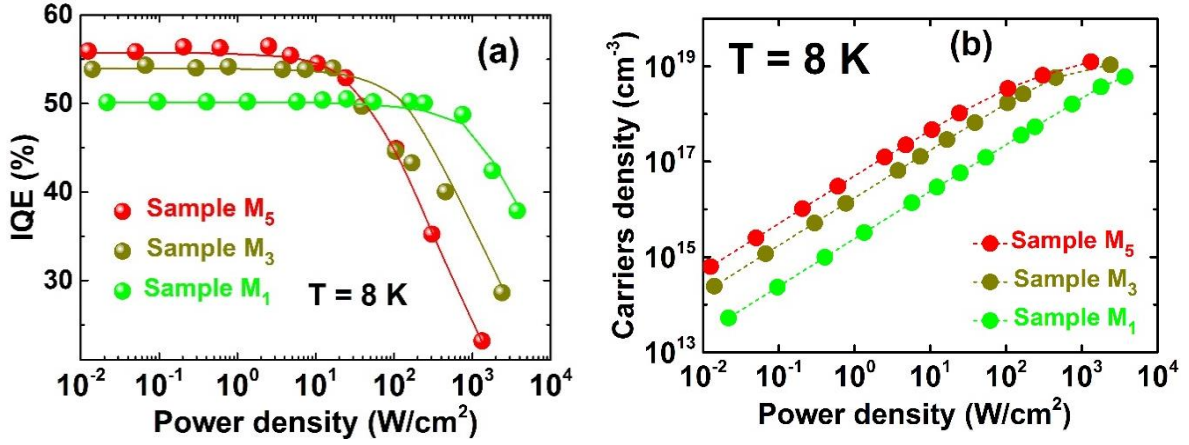 (a)
IQE (%)
60
50
40
30
Sample M5
Sample M3
Sample M1
T = 8 K
10-2 10-1 100 101 102 103 104
Power density (W/cm2)
(b)
T = 8 K
Carriers density (cm-3)
1019
1017
1015
1013
Sample M5
Sample M3
Sample M1
10-2 10-1 100 101 102 103 104
Power density (W/cm2)